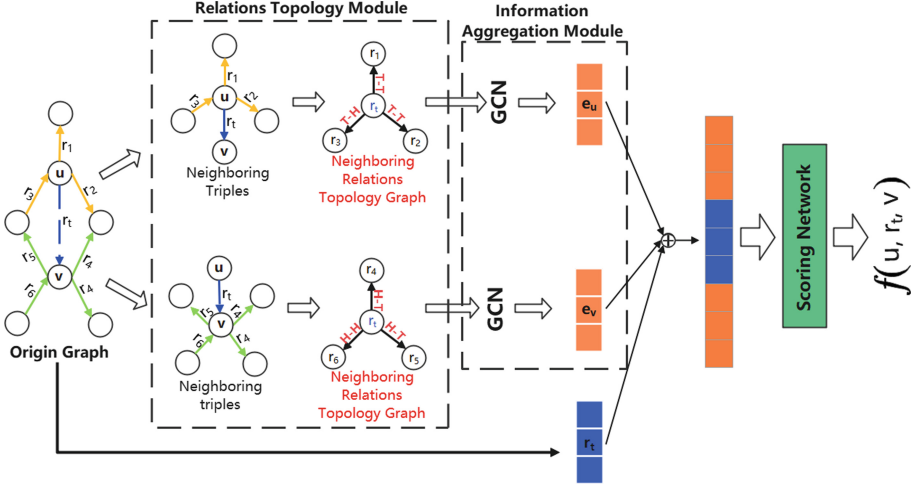 Relations Topology Module
Information
Aggregation Module
r1
u
r3
r2
rt
r5
v
r4
r6
r4
Origin Graph
r1
u
r3
r2
rt
v
Neighboring
Triples
r1
T-T
rt
T-H
T-T
r3
r2
Neighboring
Relations
Topology Graph
u
rt
r5
r4
v
r6
r4
Neighboring
triples
r4
H-T
rt
H-H
H-T
r6
r5
Neighboring
Relations
Topology Graph
GCN
eu
GCN
ev
rt
Scoring Network
f(u, rt, v)